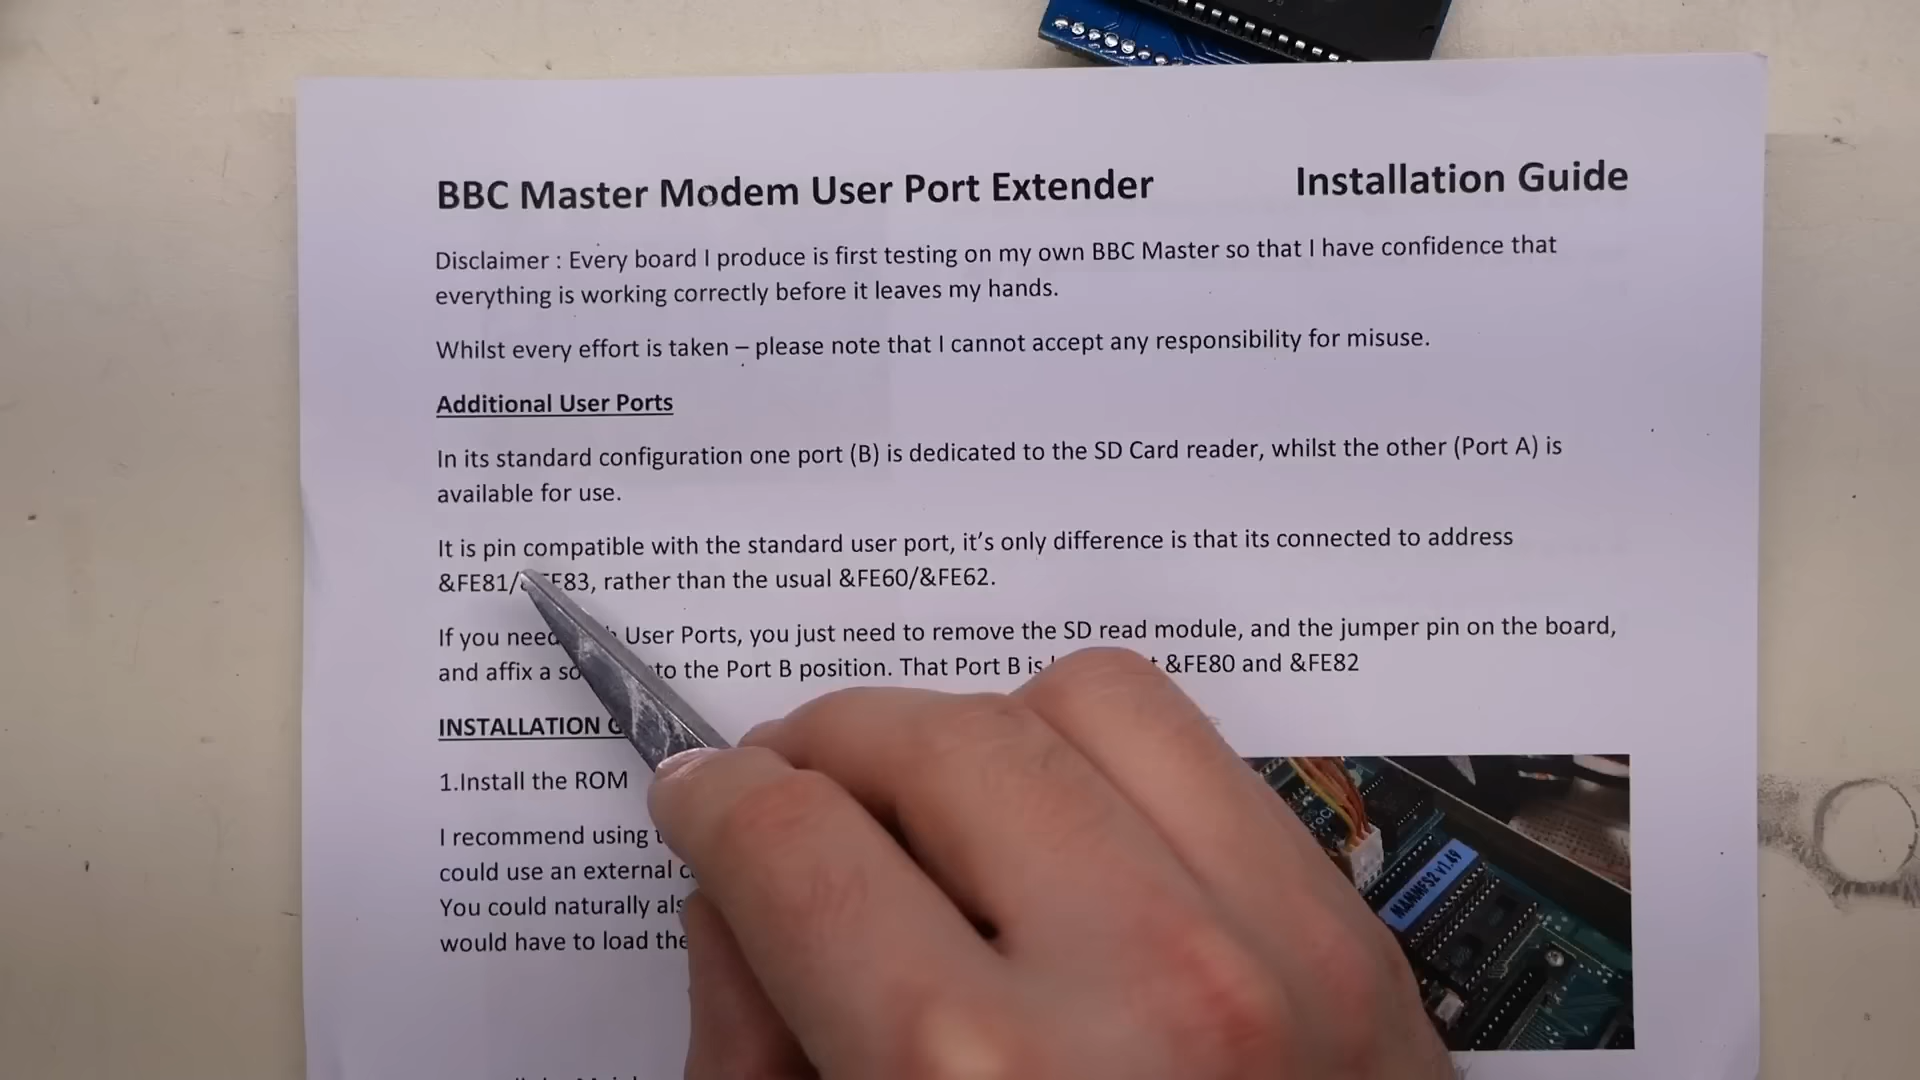 BBC Master Modem User Port Extender Installation Guide
Disclaimer : Every board I produce is first testing on my own BBC Master so that I have confidence that
everything is working correctly before it leaves my hands.
Whilst every effort is taken – please note that I cannot accept any responsibility for misuse.
Additional User Ports
In its standard configuration one port (B) is dedicated to the SD Card reader, whilst the other (Port A) is
available for use.
It is pin compatible with the standard user port, it's only difference is that its connected to address
&FE81/&FE83, rather than the usual &FE60/&FE62.
If you need User Ports, you just need to remove the SD read module, and the jumper pin on the board,
and affix a to the Port B position. That Port B is &FE80 and &FE82
INSTALLATION
1.Install the ROM
I recommend using
could use an external
You could naturally
would have to load the
MAMMFS2 v1.49